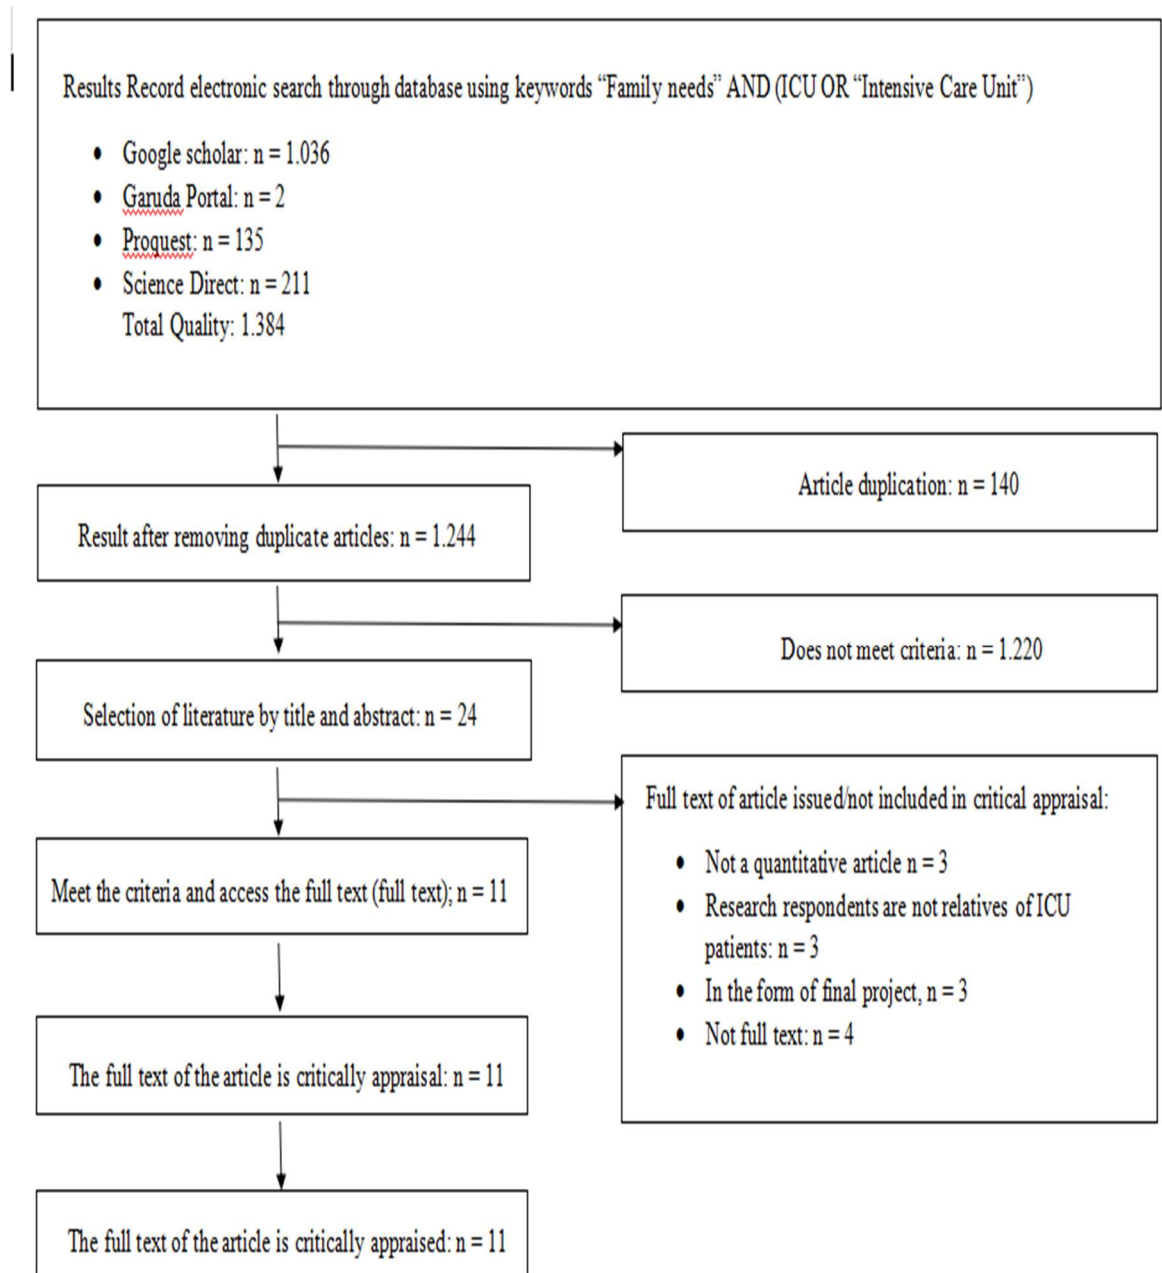 Results Record electronic search through database using keywords “Family needs” AND (ICU OR “Intensive Care Unit”)
• Google scholar: n = 1.036
• Garuda Portal: n = 2
• Proquest: n = 135
• Science Direct: n = 211
Total Quality: 1.384
Article duplication: n = 140
Result after removing duplicate articles: n = 1.244
Does not meet criteria: n = 1.220
Selection of literature by title and abstract: n = 24
Full text of article issued/not included in critical appraisal:
• Not a quantitative article n = 3
• Research respondents are not relatives of ICU
patients: n = 3
• In the form of final project, n = 3
• Not full text: n = 4
Meet the criteria and access the full text (full text); n = 11
The full text of the article is critically appraisal: n = 11
The full text of the article is critically appraised: n = 11